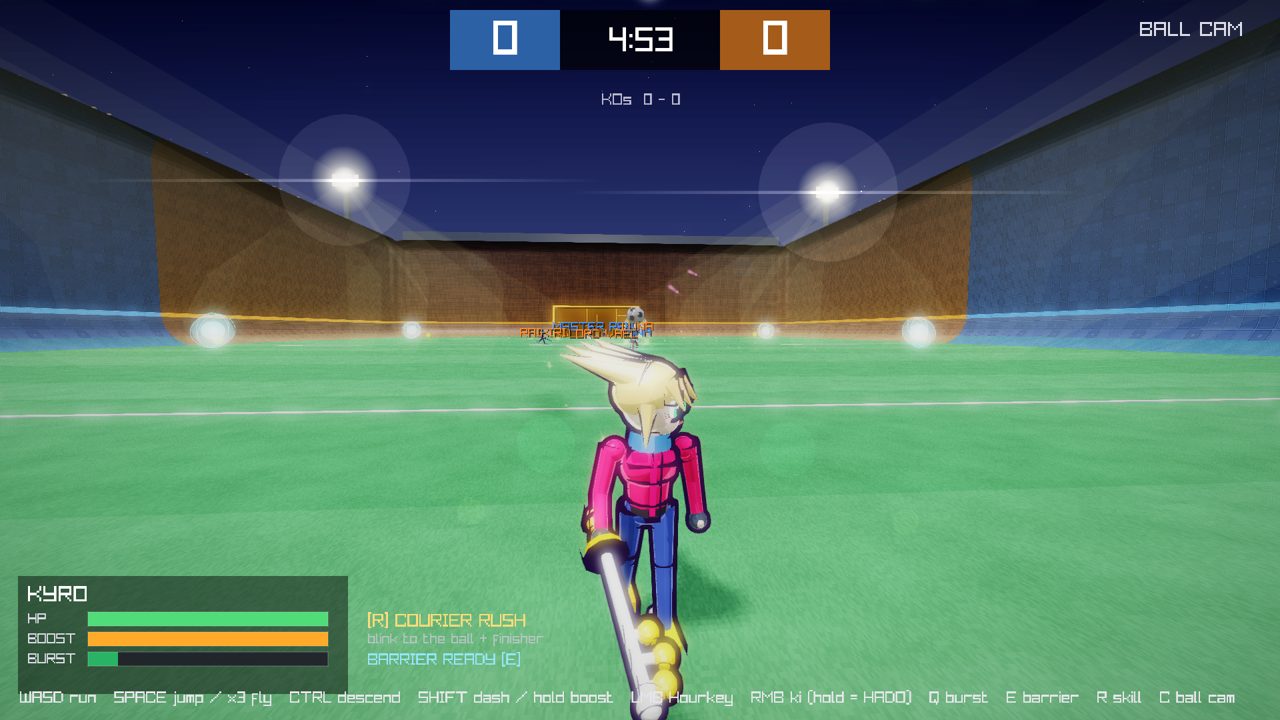 0 4:53 0
BALL CAM
KOs 0 - 0
KYRO
HP
BOOST
BURST
[R] COURIER RUSH
blink to the ball + finisher
BARRIER READY [E]
WASD run SPACE jump / x3 fly CTRL descend SHIFT dash / hold boost LMB Hourkey RMB ki (hold = HADO) Q burst E barrier R skill C ball cam